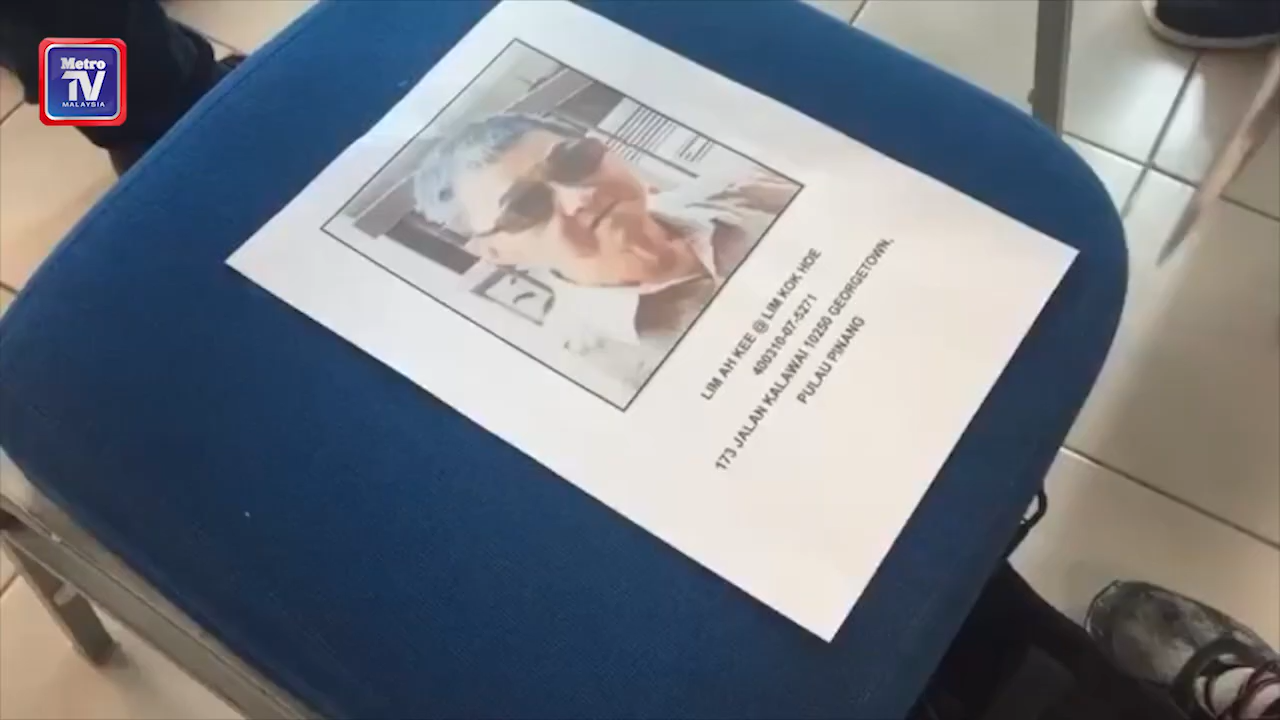 Metro
TV
MALAYSIA
LIM AH KEE @ LIM KOK HOE
400310-07-5271
173 JALAN KALAWAI 10250 GEORGETOWN,
PULAU PINANG